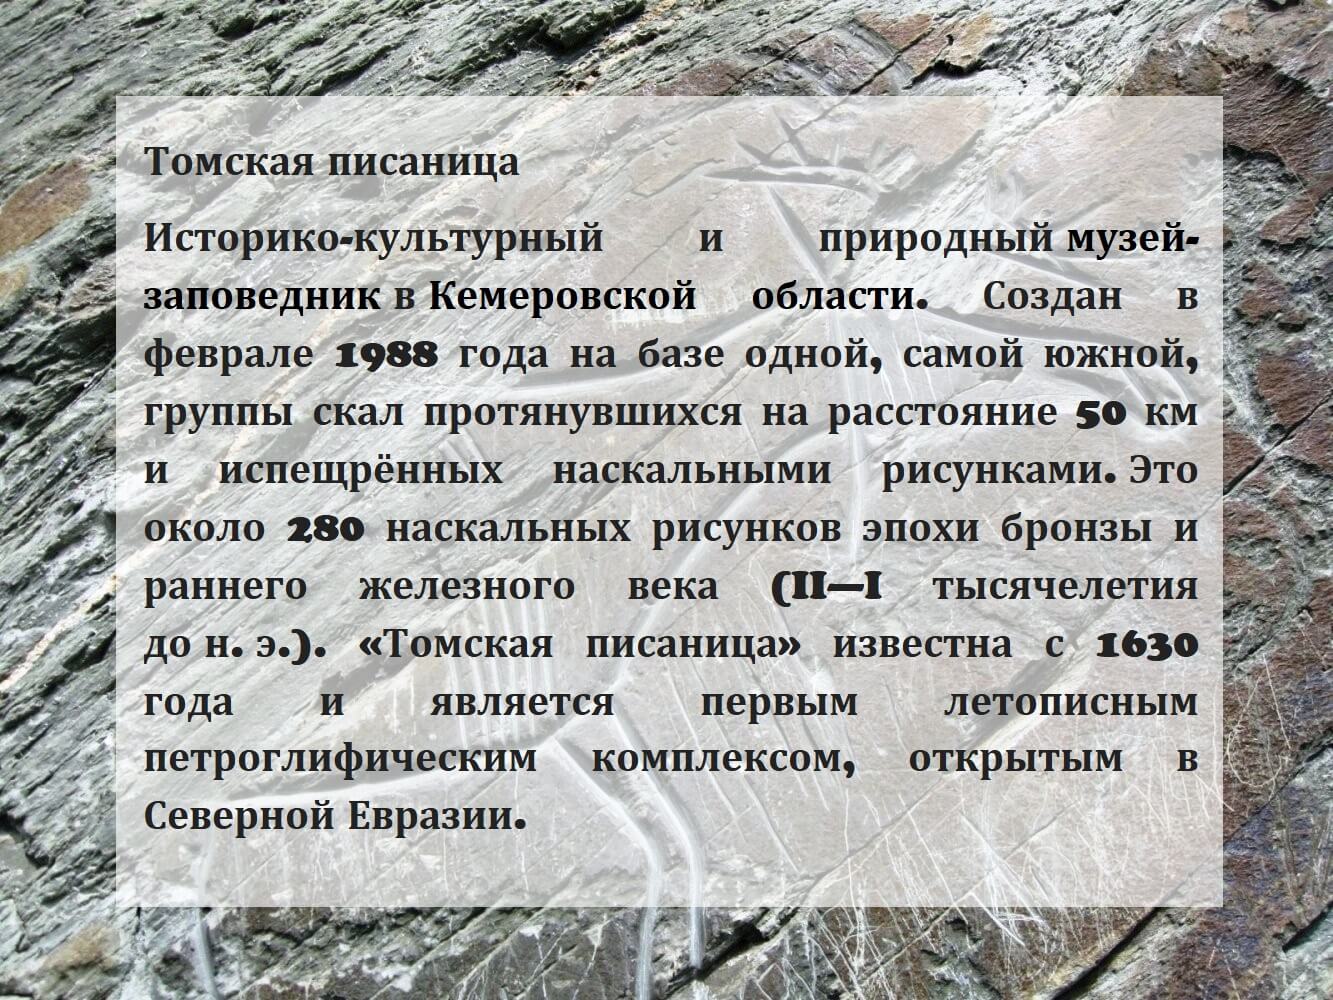 Томская писаница
Историко-культурный и природный музей-
заповедник в Кемеровской области. Создан в
феврале 1988 года на базе одной, самой южной,
группы скал протянувшихся на расстояние 50 км
и испещрённых наскальными рисунками. Это
около 280 наскальных рисунков эпохи бронзы и
раннего железного века (II—I тысячелетия
до н. э.). «Томская писаница» известна с 1630
года и является первым летописным
петроглифическим комплексом, открытым в
Северной Евразии.